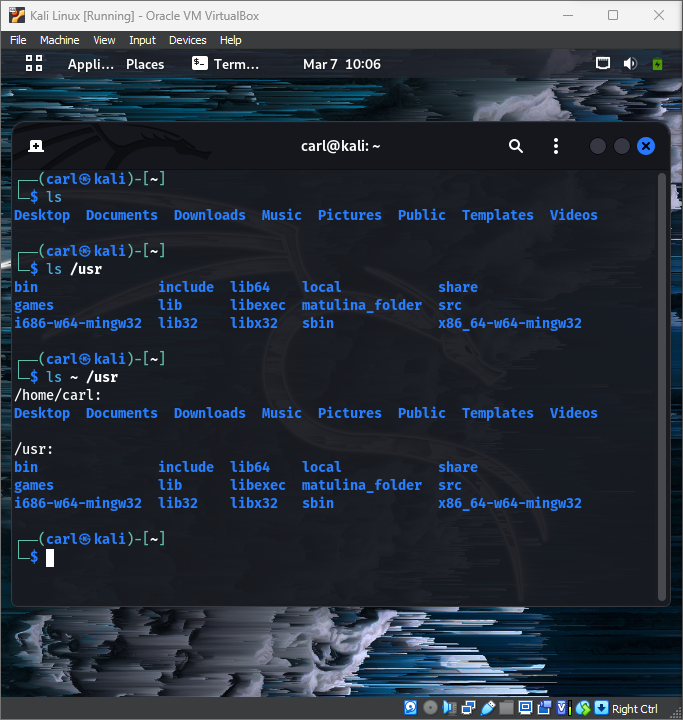 Kali Linux [Running] - Oracle VM VirtualBox
File Machine View Input Devices Help
Appli... Places Term... Mar 7 10:06
carl@kali: ~
┌──(carl㉿kali)-[~]
└─$ ls
Desktop Documents Downloads Music Pictures Public Templates Videos
┌──(carl㉿kali)-[~]
└─$ ls /usr
bin include lib64 local share
games lib libexec matulina_folder src
i686-w64-mingw32 lib32 libx32 sbin x86_64-w64-mingw32
┌──(carl㉿kali)-[~]
└─$ ls ~ /usr
/home/carl:
Desktop Documents Downloads Music Pictures Public Templates Videos
/usr:
bin include lib64 local share
games lib libexec matulina_folder src
i686-w64-mingw32 lib32 libx32 sbin x86_64-w64-mingw32
┌──(carl㉿kali)-[~]
└─$
Right Ctrl